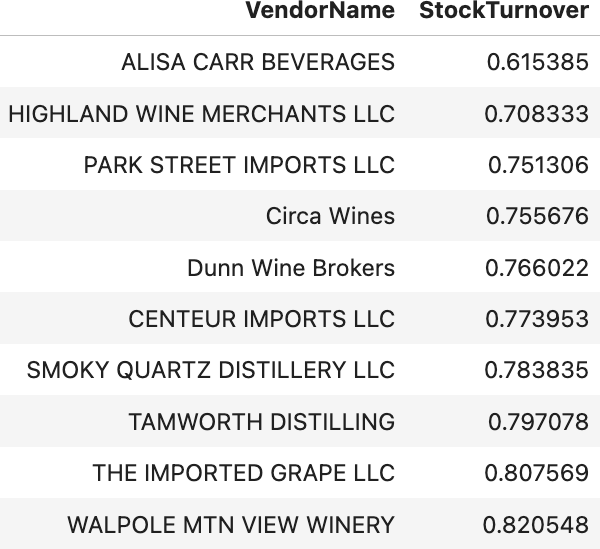 VendorName StockTurnover
ALISA CARR BEVERAGES 0.615385
HIGHLAND WINE MERCHANTS LLC 0.708333
PARK STREET IMPORTS LLC 0.751306
Circa Wines 0.755676
Dunn Wine Brokers 0.766022
CENTEUR IMPORTS LLC 0.773953
SMOKY QUARTZ DISTILLERY LLC 0.783835
TAMWORTH DISTILLING 0.797078
THE IMPORTED GRAPE LLC 0.807569
WALPOLE MTN VIEW WINERY 0.820548